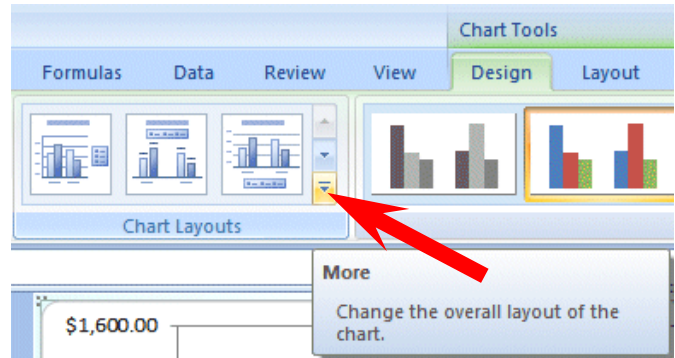 Chart Tools
Formulas Data Review View Design Layout
Chart Layouts
More
Change the overall layout of the
chart.
$1,600.00